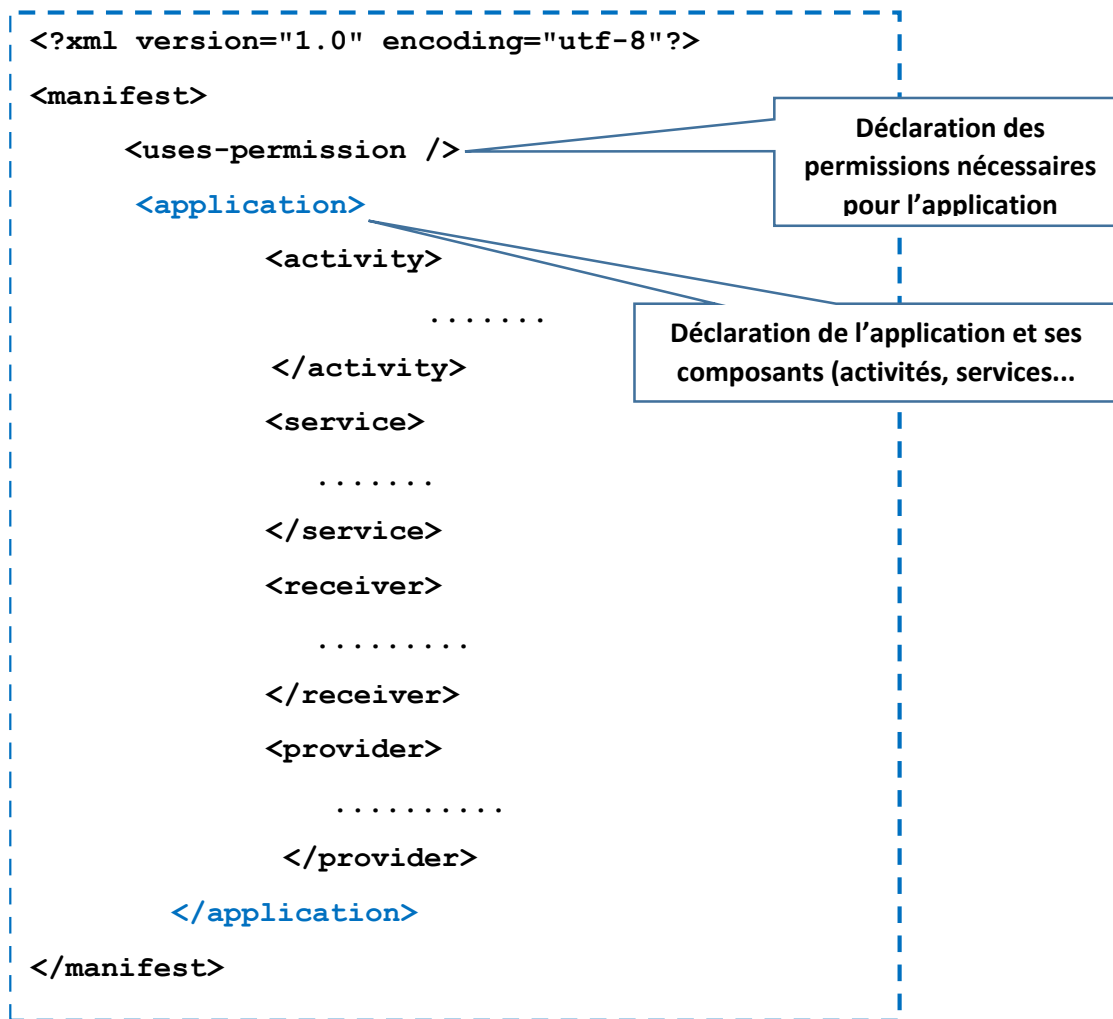 <?xml version="1.0" encoding="utf-8"?>
<manifest>
<uses-permission />
Déclaration des
permissions nécessaires
pour l’application
<application>
<activity>
.......
Déclaration de l’application et ses
composants (activités, services...
</activity>
<service>
.......
</service>
<receiver>
.........
</receiver>
<provider>
..........
</provider>
</application>
</manifest>